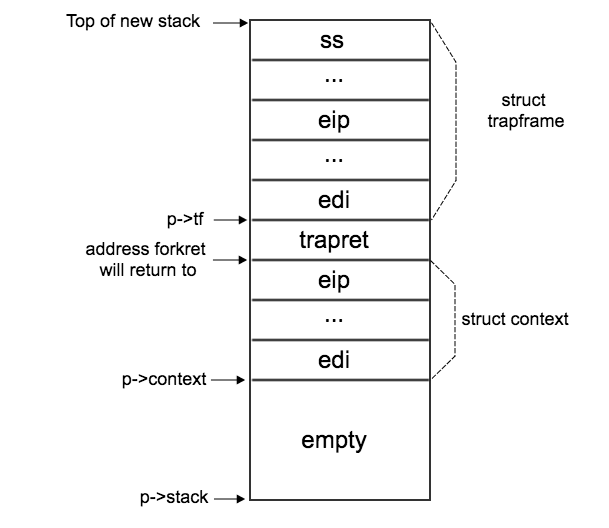 Top of new stack
ss
...
struct
trapframe
eip
...
edi
p->tf
trapret
address forkret
will return to
eip
...
struct context
edi
p->context
empty
p->stack